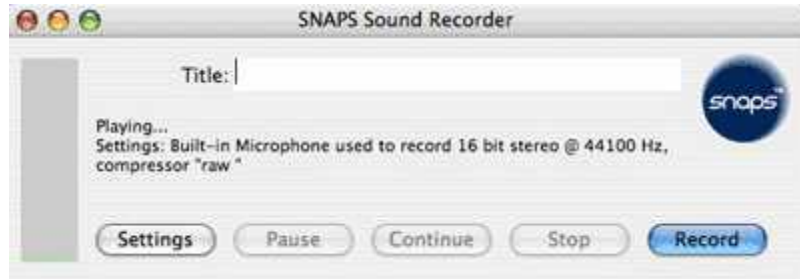 SNAPS Sound Recorder
Title:
snaps™
Playing...
Settings: Built-in Microphone used to record 16 bit stereo @ 44100 Hz,
compressor "raw "
Settings Pause Continue Stop Record